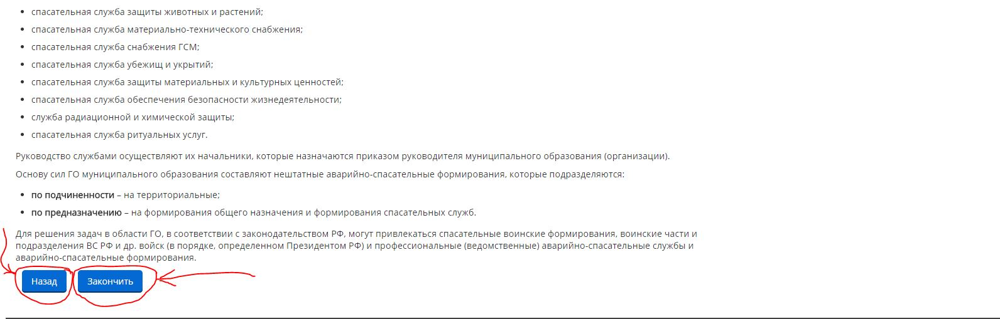 спасательная служба защиты животных и растений;
спасательная служба материально-технического снабжения;
спасательная служба снабжения ГСМ;
спасательная служба убежищ и укрытий;
спасательная служба защиты материальных и культурных ценностей;
спасательная служба обеспечения безопасности жизнедеятельности;
служба радиационной и химической защиты;
спасательная служба ритуальных услуг.
Руководство службами осуществляют их начальники, которые назначаются приказом руководителя муниципального образования (организации).
Основу сил ГО муниципального образования составляют нештатные аварийно-спасательные формирования, которые подразделяются:
по подчиненности – на территориальные;
по предназначению – на формирования общего назначения и формирования спасательных служб.
Для решения задач в области ГО, в соответствии с законодательством РФ, могут привлекаться спасательные воинские формирования, воинские части и
подразделения ВС РФ и др. войск (в порядке, определенном Президентом РФ) и профессиональные (ведомственные) аварийно-спасательные службы и
аварийно-спасательные формирования.
Назад Закончить